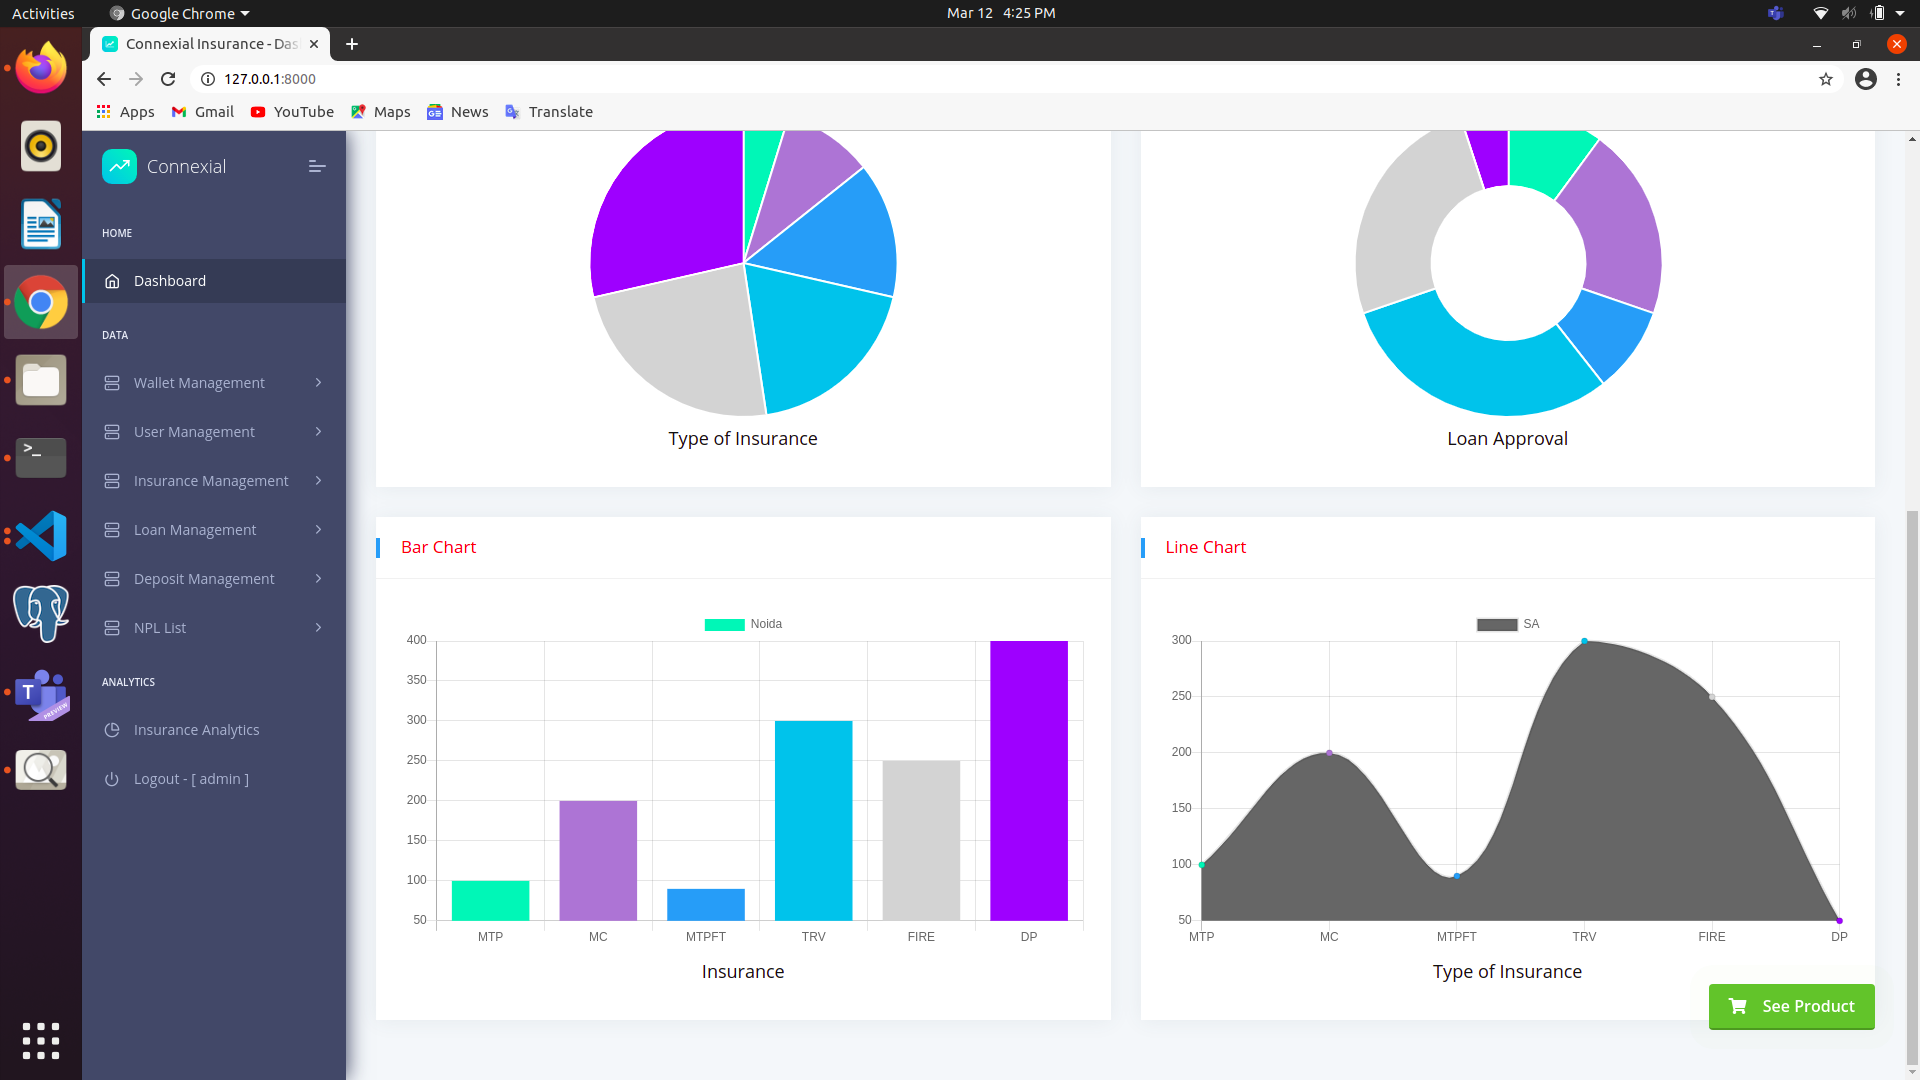 Activities
Google Chrome
Mar 12 4:25 PM
Connexial Insurance - Das
127.0.0.1:8000
Apps
Gmail
YouTube
Maps
News
Translate
Connexial
HOME
Dashboard
DATA
Wallet Management
User Management
Insurance Management
Loan Management
Deposit Management
NPL List
ANALYTICS
Insurance Analytics
Logout - [ admin ]
Type of Insurance
Loan Approval
Bar Chart
Noida
400
350
300
250
200
150
100
50
MTP MC MTPFT TRV FIRE DP
Insurance
Line Chart
SA
300
250
200
150
100
50
MTP MC MTPFT TRV FIRE DP
Type of Insurance
See Product
>_
T
PREVIEW